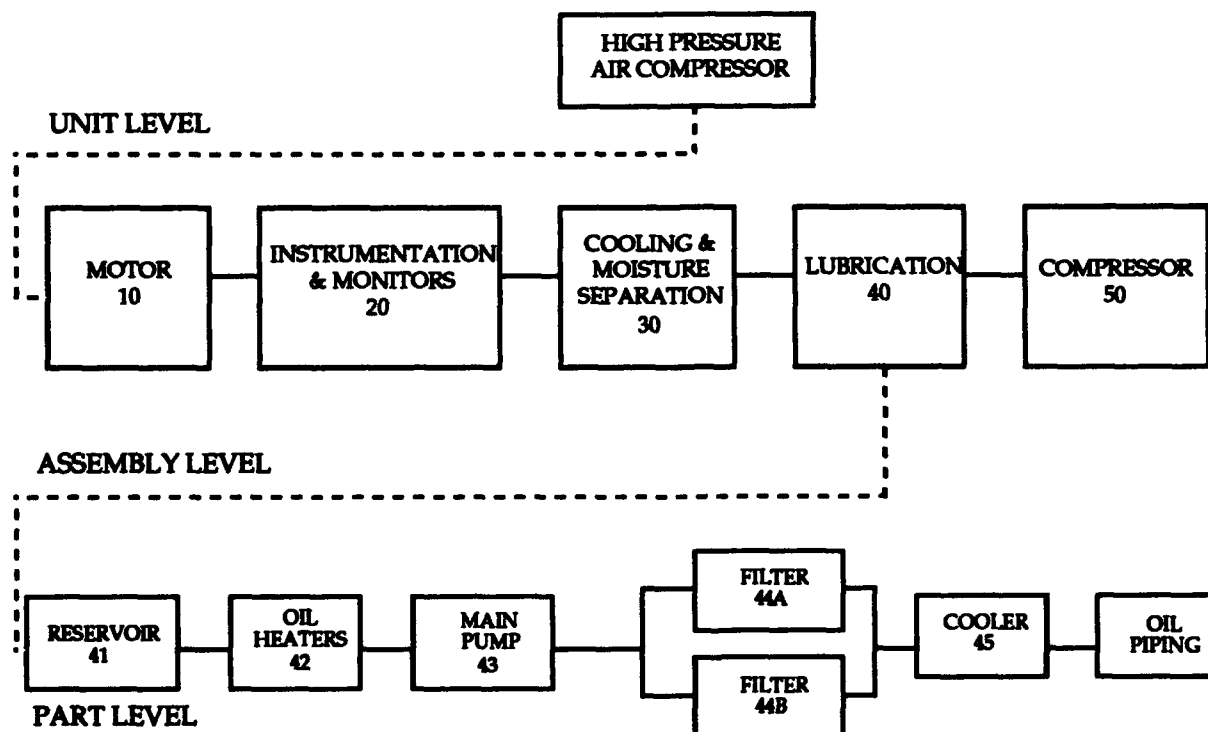 HIGH PRESSURE
AIR COMPRESSOR
UNIT LEVEL
MOTOR
10
INSTRUMENTATION
& MONITORS
20
COOLING &
MOISTURE
SEPARATION
30
LUBRICATION
40
COMPRESSOR
50
ASSEMBLY LEVEL
RESERVOIR
41
OIL
HEATERS
42
MAIN
PUMP
43
FILTER
44A
FILTER
44B
COOLER
45
OIL
PIPING
PART LEVEL